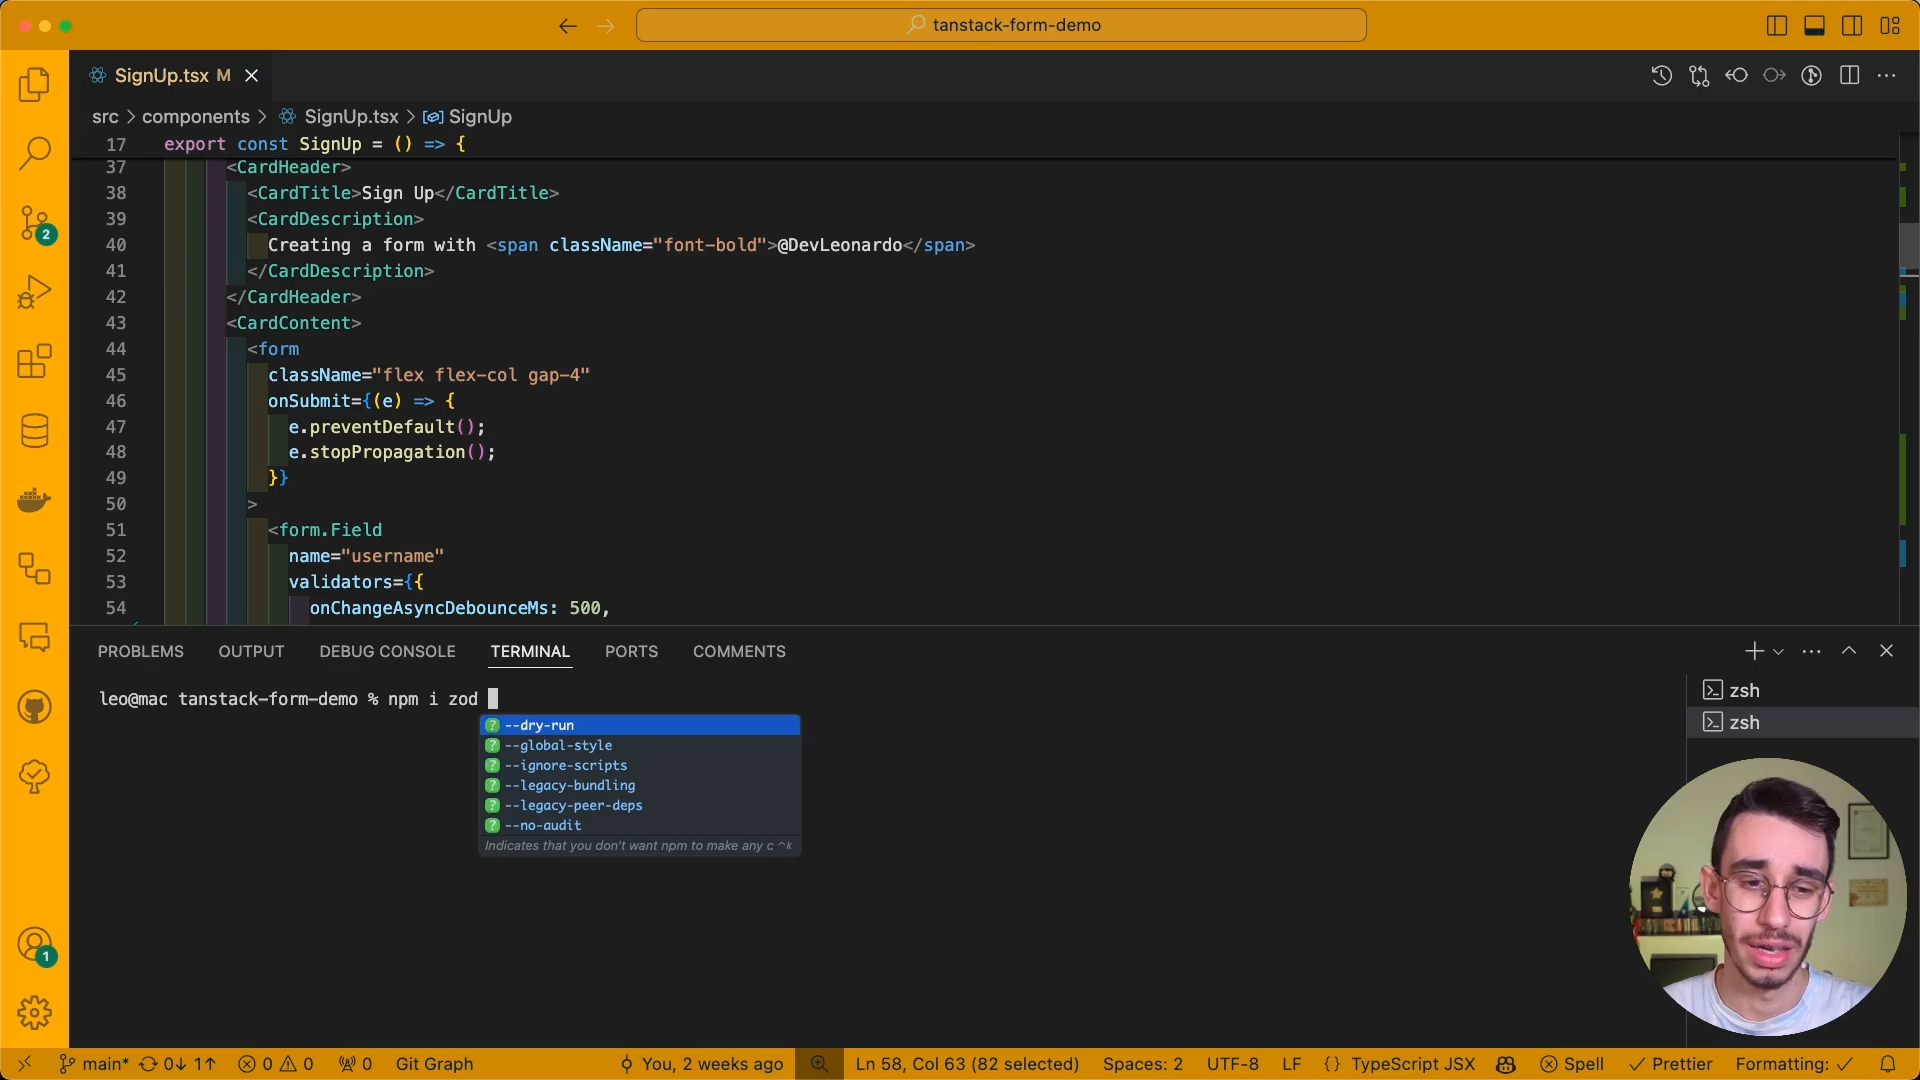 tanstack-form-demo
SignUp.tsx M
src > components > SignUp.tsx > SignUp
17 export const SignUp = () => {
37 <CardHeader>
38 <CardTitle>Sign Up</CardTitle>
39 <CardDescription>
40 Creating a form with <span className="font-bold">@DevLeonardo</span>
41 </CardDescription>
42 </CardHeader>
43 <CardContent>
44 <form
45 className="flex flex-col gap-4"
46 onSubmit={(e) => {
47 e.preventDefault();
48 e.stopPropagation();
49 }}
50 >
51 <form.Field
52 name="username"
53 validators={{
54 onChangeAsyncDebounceMs: 500,
2
PROBLEMS OUTPUT DEBUG CONSOLE TERMINAL PORTS COMMENTS
leo@mac tanstack-form-demo % npm i zod
? --dry-run
? --global-style
? --ignore-scripts
? --legacy-bundling
? --legacy-peer-deps
? --no-audit
Indicates that you don't want npm to make any c ^k
zsh
zsh
1
main* 0↓ 1↑ 0 0 0 Git Graph You, 2 weeks ago Ln 58, Col 63 (82 selected) Spaces: 2 UTF-8 LF {} TypeScript JSX Spell Prettier Formatting: ✓